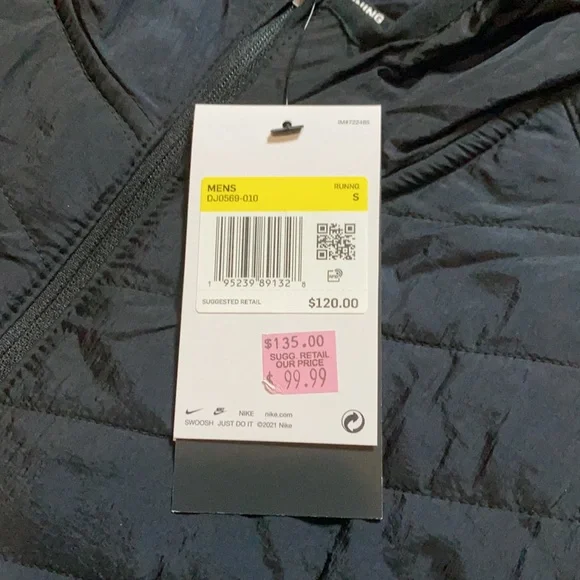 MENS RUNNG.
DJ0569-010 S
1 95239 89132 8
SUGGESTED RETAIL $120.00
$135.00
SUGG. RETAIL
OUR PRICE
$ 99.99
NIKE nike.com
SWOOSH JUST DO IT ©2021 Nike